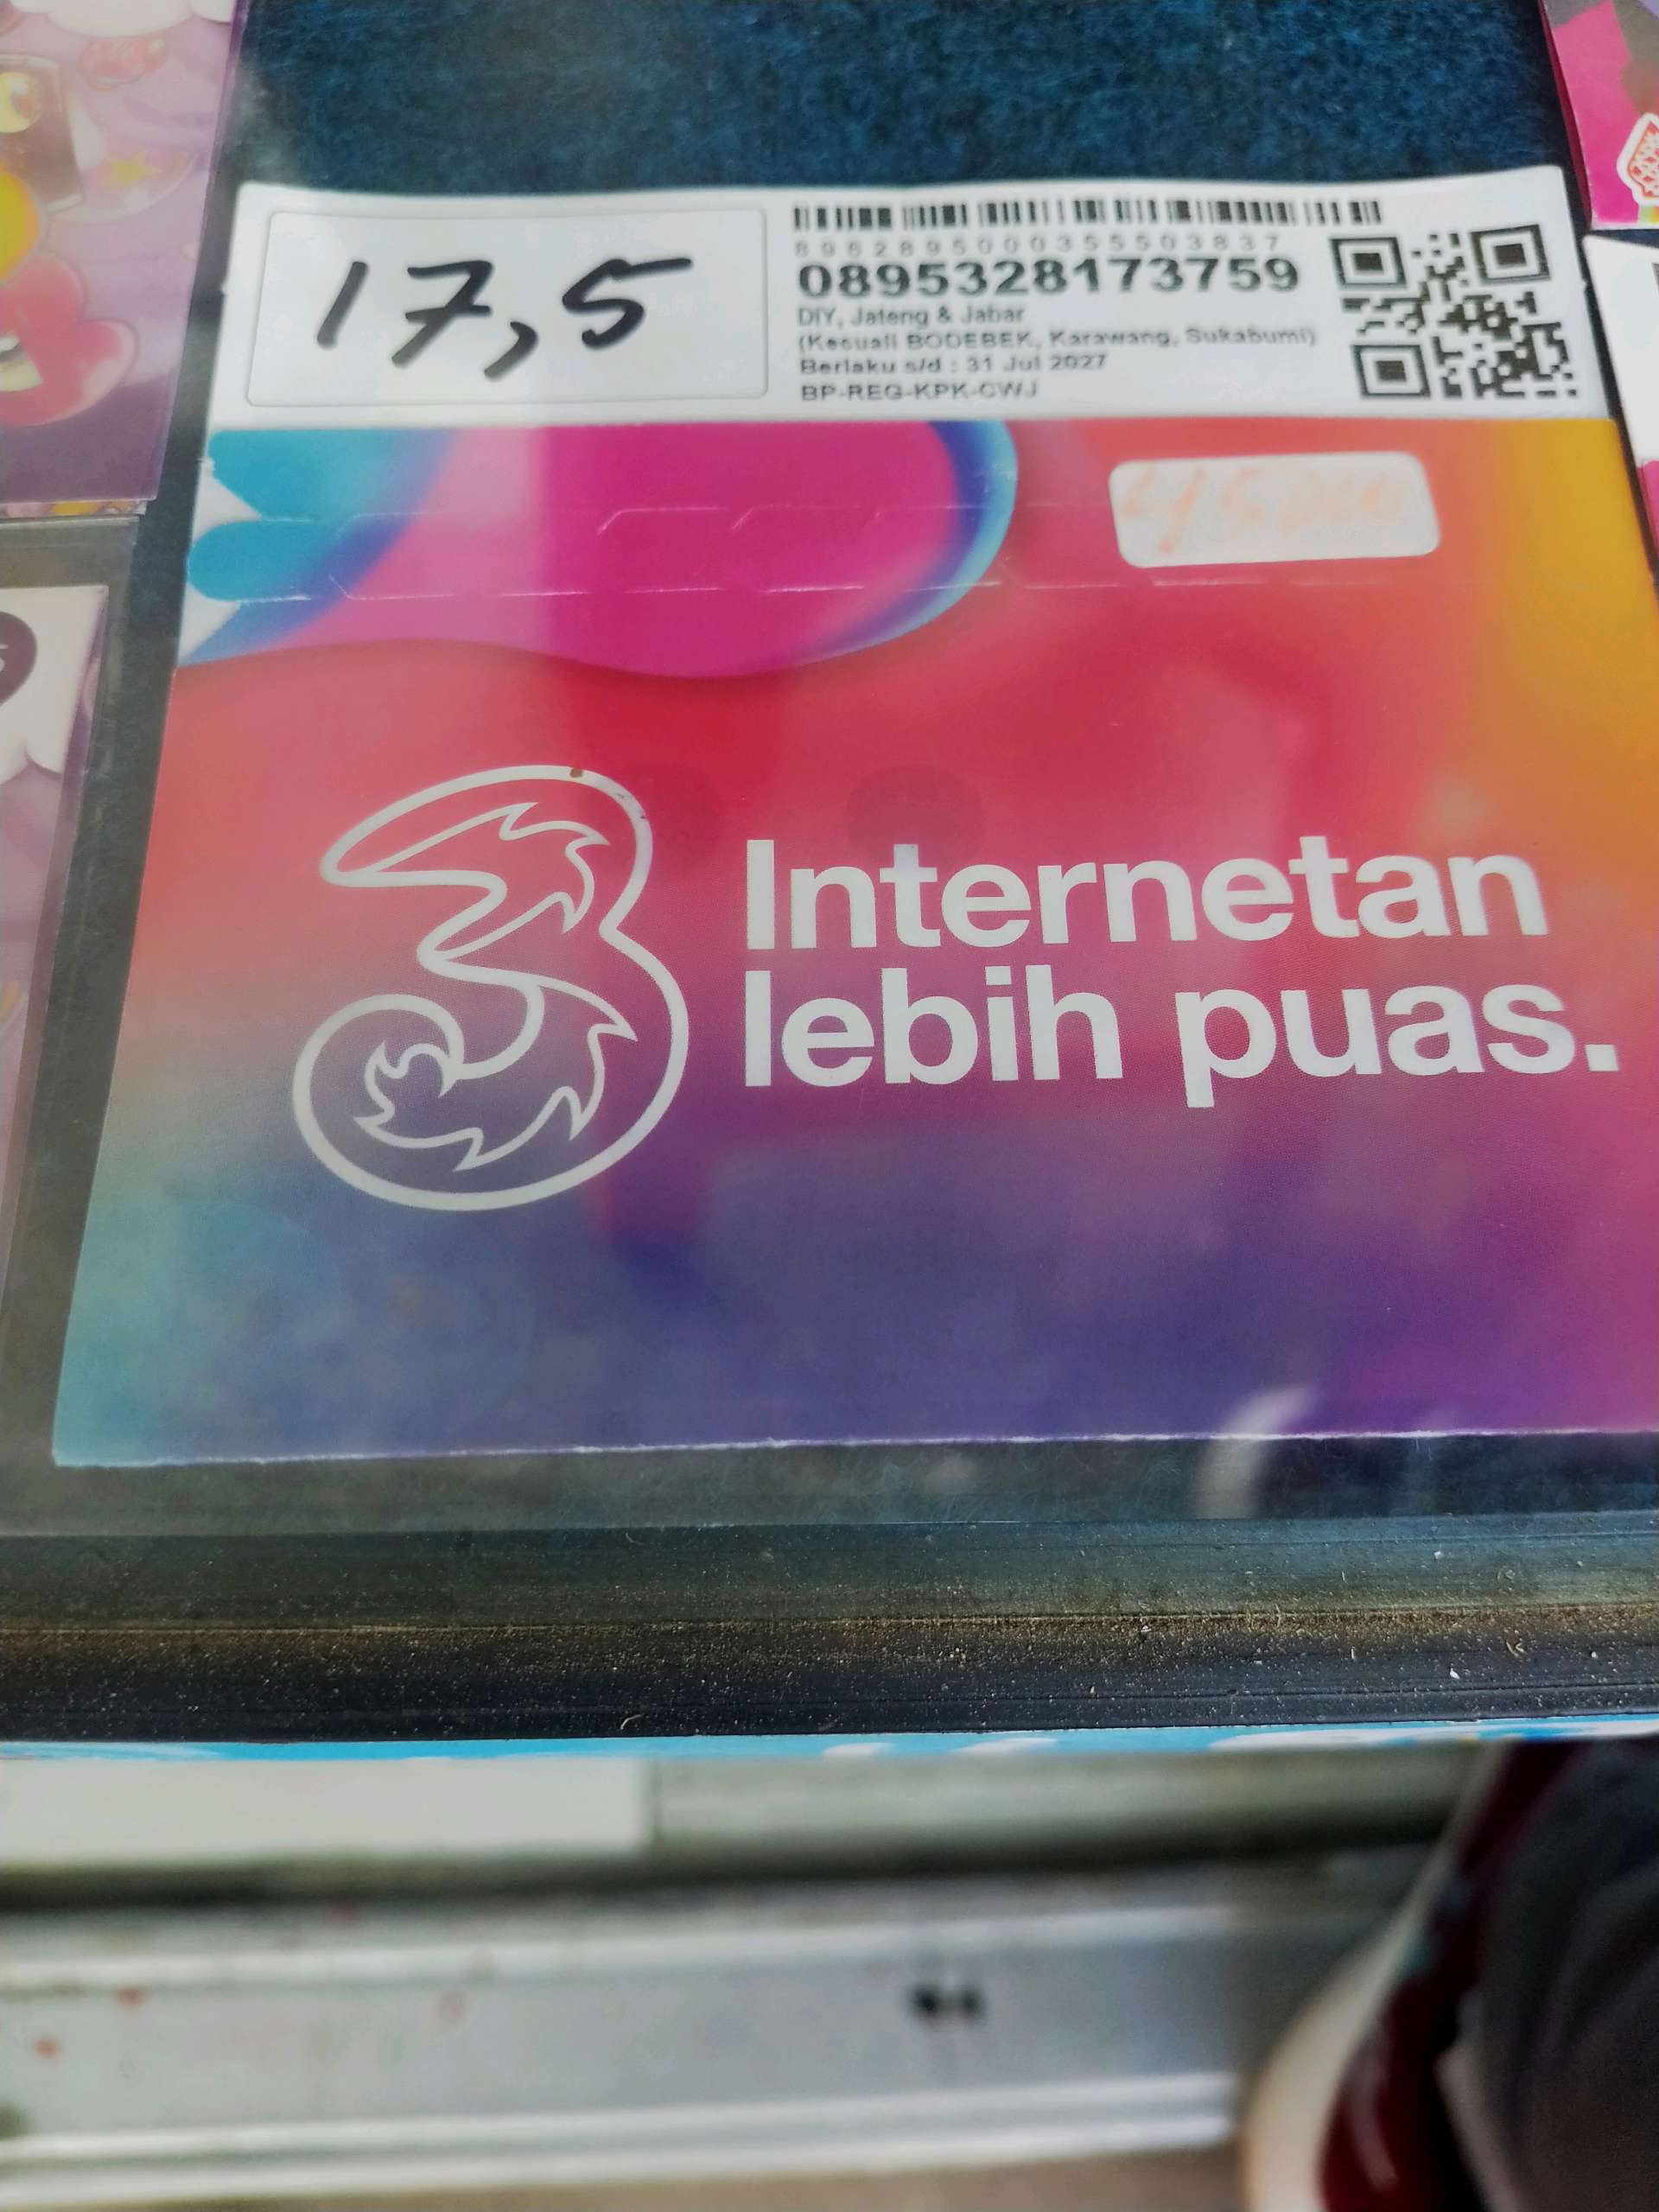 17,5
8962895000355503837
0895328173759
DIY, Jateng & Jabar
(Kecuali BODEBEK, Karawang, Sukabumi)
Berlaku s/d : 31 Jul 2027
BP-REG-KPK-CWJ
3
Internetan
lebih puas.